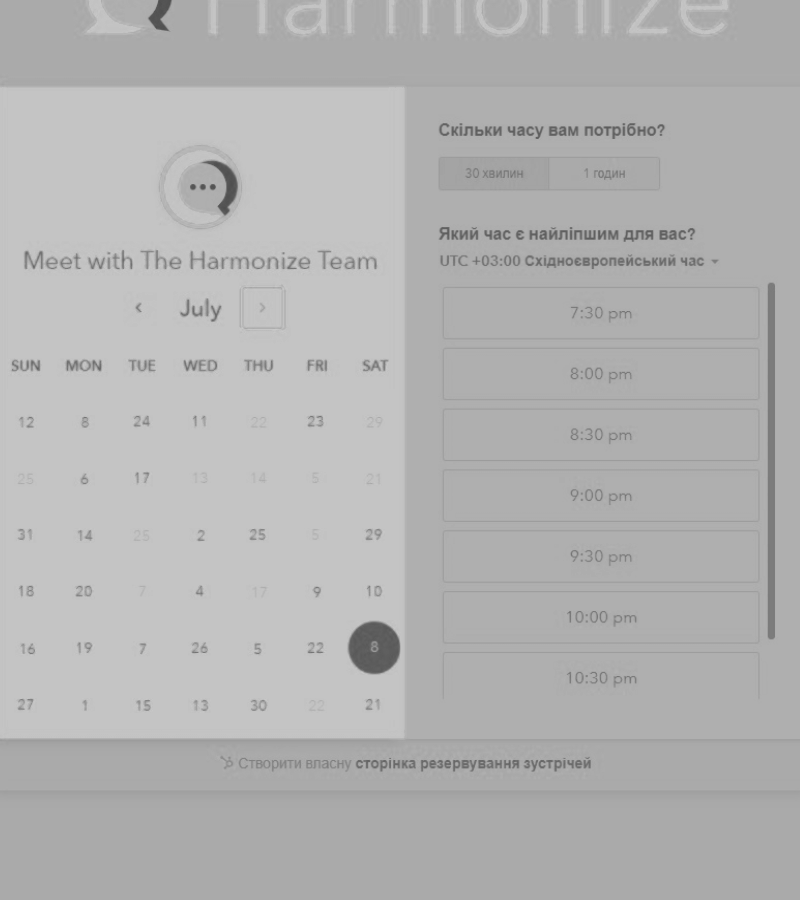 Harmonize
Meet with The Harmonize Team
July
SUN MON TUE WED THU FRI SAT
12 8 24 11 22 23 29
25 6 17 13 14 5 21
31 14 25 2 25 5 29
18 20 7 4 17 9 10
16 19 7 26 5 22 8
27 1 15 13 30 22 21
Скільки часу вам потрібно?
30 хвилин 1 годин
Який час є найліпшим для вас?
UTC +03:00 Східноєвропейський час
7:30 pm
8:00 pm
8:30 pm
9:00 pm
9:30 pm
10:00 pm
10:30 pm
Створити власну сторінка резервування зустрічей